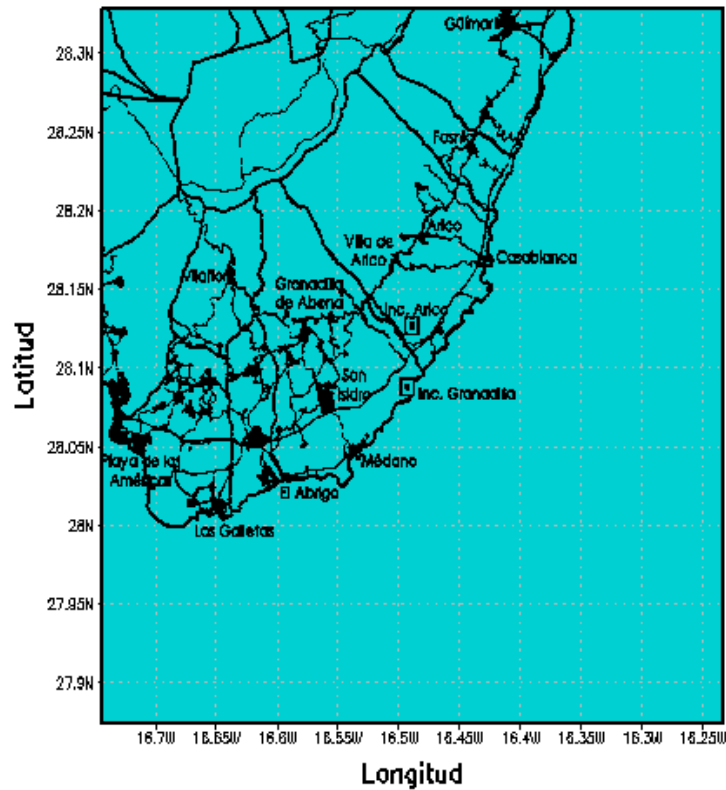 Güímar
28.3N
28.25N
Fasnia
28.2N
Arico
Villa de
Arico
Casablanca
Vilaflor
Granadilla
de Abona
28.15N
Inc. Arico
28.1N
San
Isidro
Inc. Granadilla
28.05N
Playa de las
Américas
Médano
El Abrigo
28N
Las Galletas
27.95N
27.9N
16.7W
16.65W
16.6W
16.55W
16.5W
16.45W
16.4W
16.35W
16.3W
16.25W
Latitud
Longitud